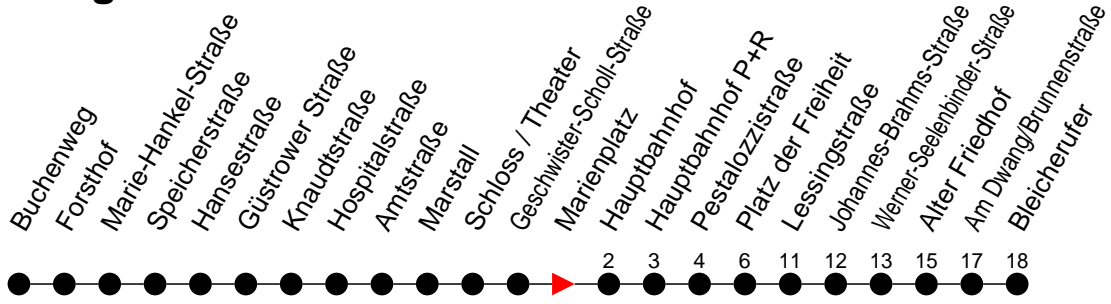 Buchenweg
Forsthof
Marie-Hankel-Straße
Speicherstraße
Hansestraße
Güstrower Straße
Knaudtstraße
Hospitalstraße
Amtstraße
Marstall
Schloss / Theater
Geschwister-Scholl-Straße
Marienplatz
Hauptbahnhof
Hauptbahnhof P+R
Pestalozzistraße
Platz der Freiheit
Lessingstraße
Johannes-Brahms-Straße
Werner-Seelenbinder-Straße
Alter Friedhof
Am Dwang/Brunnenstraße
Bleicherufer
2 3 4 6 11 12 13 15 17 18